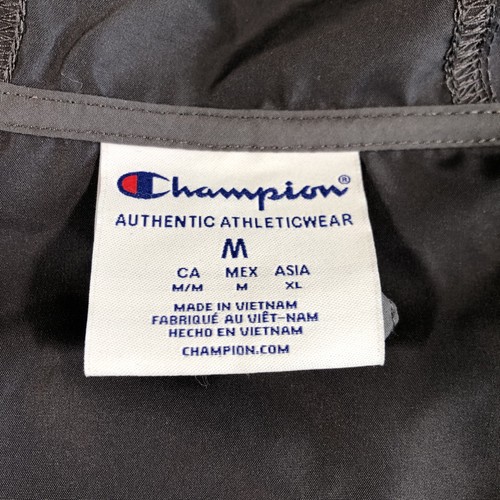 Champion®
AUTHENTIC ATHLETICWEAR
M
CA MEX ASIA
M/M M XL
MADE IN VIETNAM
FABRIQUÉ AU VIÊT-NAM
HECHO EN VIETNAM
CHAMPION.COM